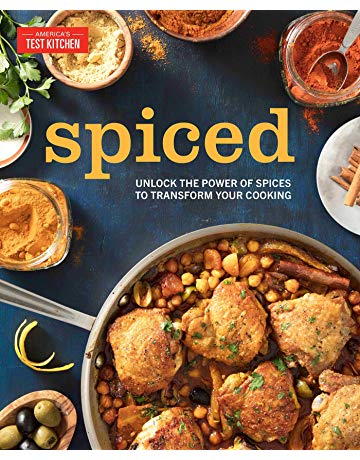 AMERICA'S
TEST KITCHEN
spiced
UNLOCK THE POWER OF SPICES
TO TRANSFORM YOUR COOKING